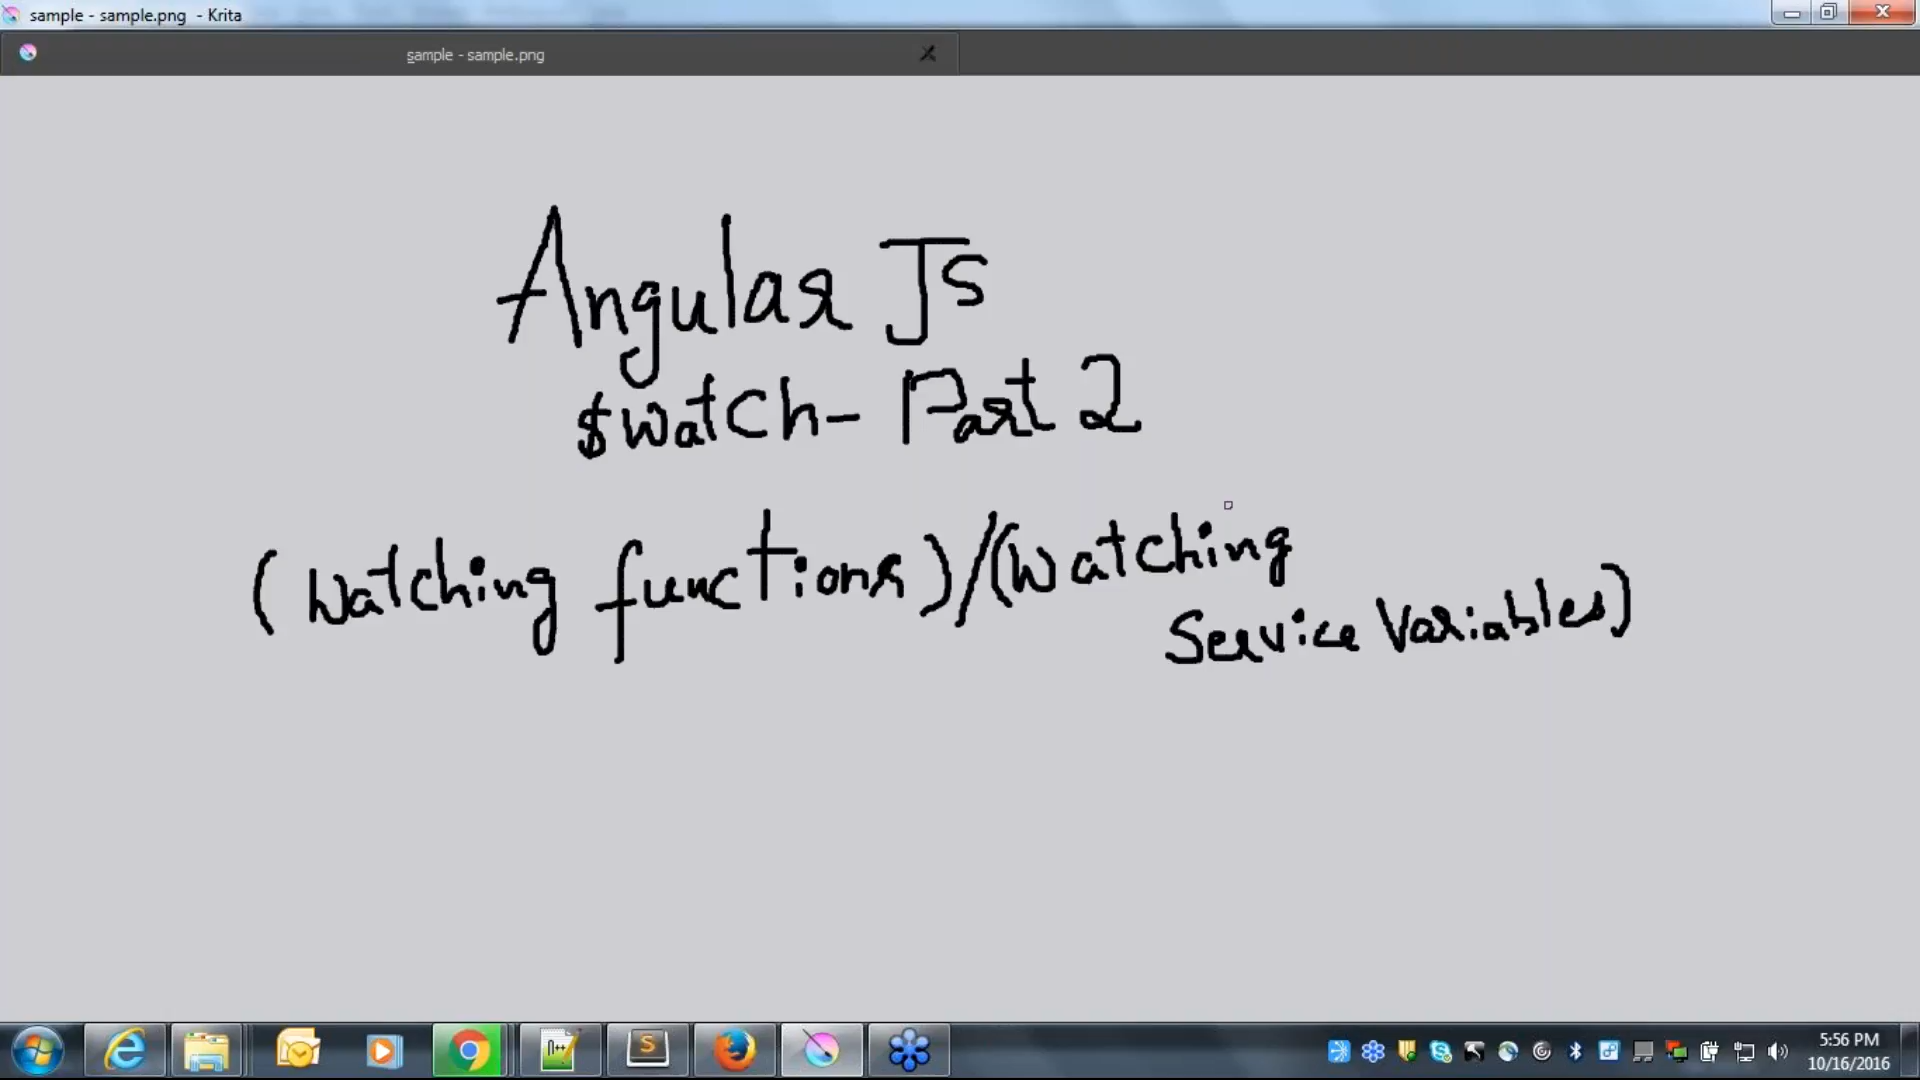 sample - sample.png - Krita
sample - sample.png
Angular Js
$watch- Part 2
(Watching functions)/(Watching
Service Variables)
5:56 PM
10/16/2016